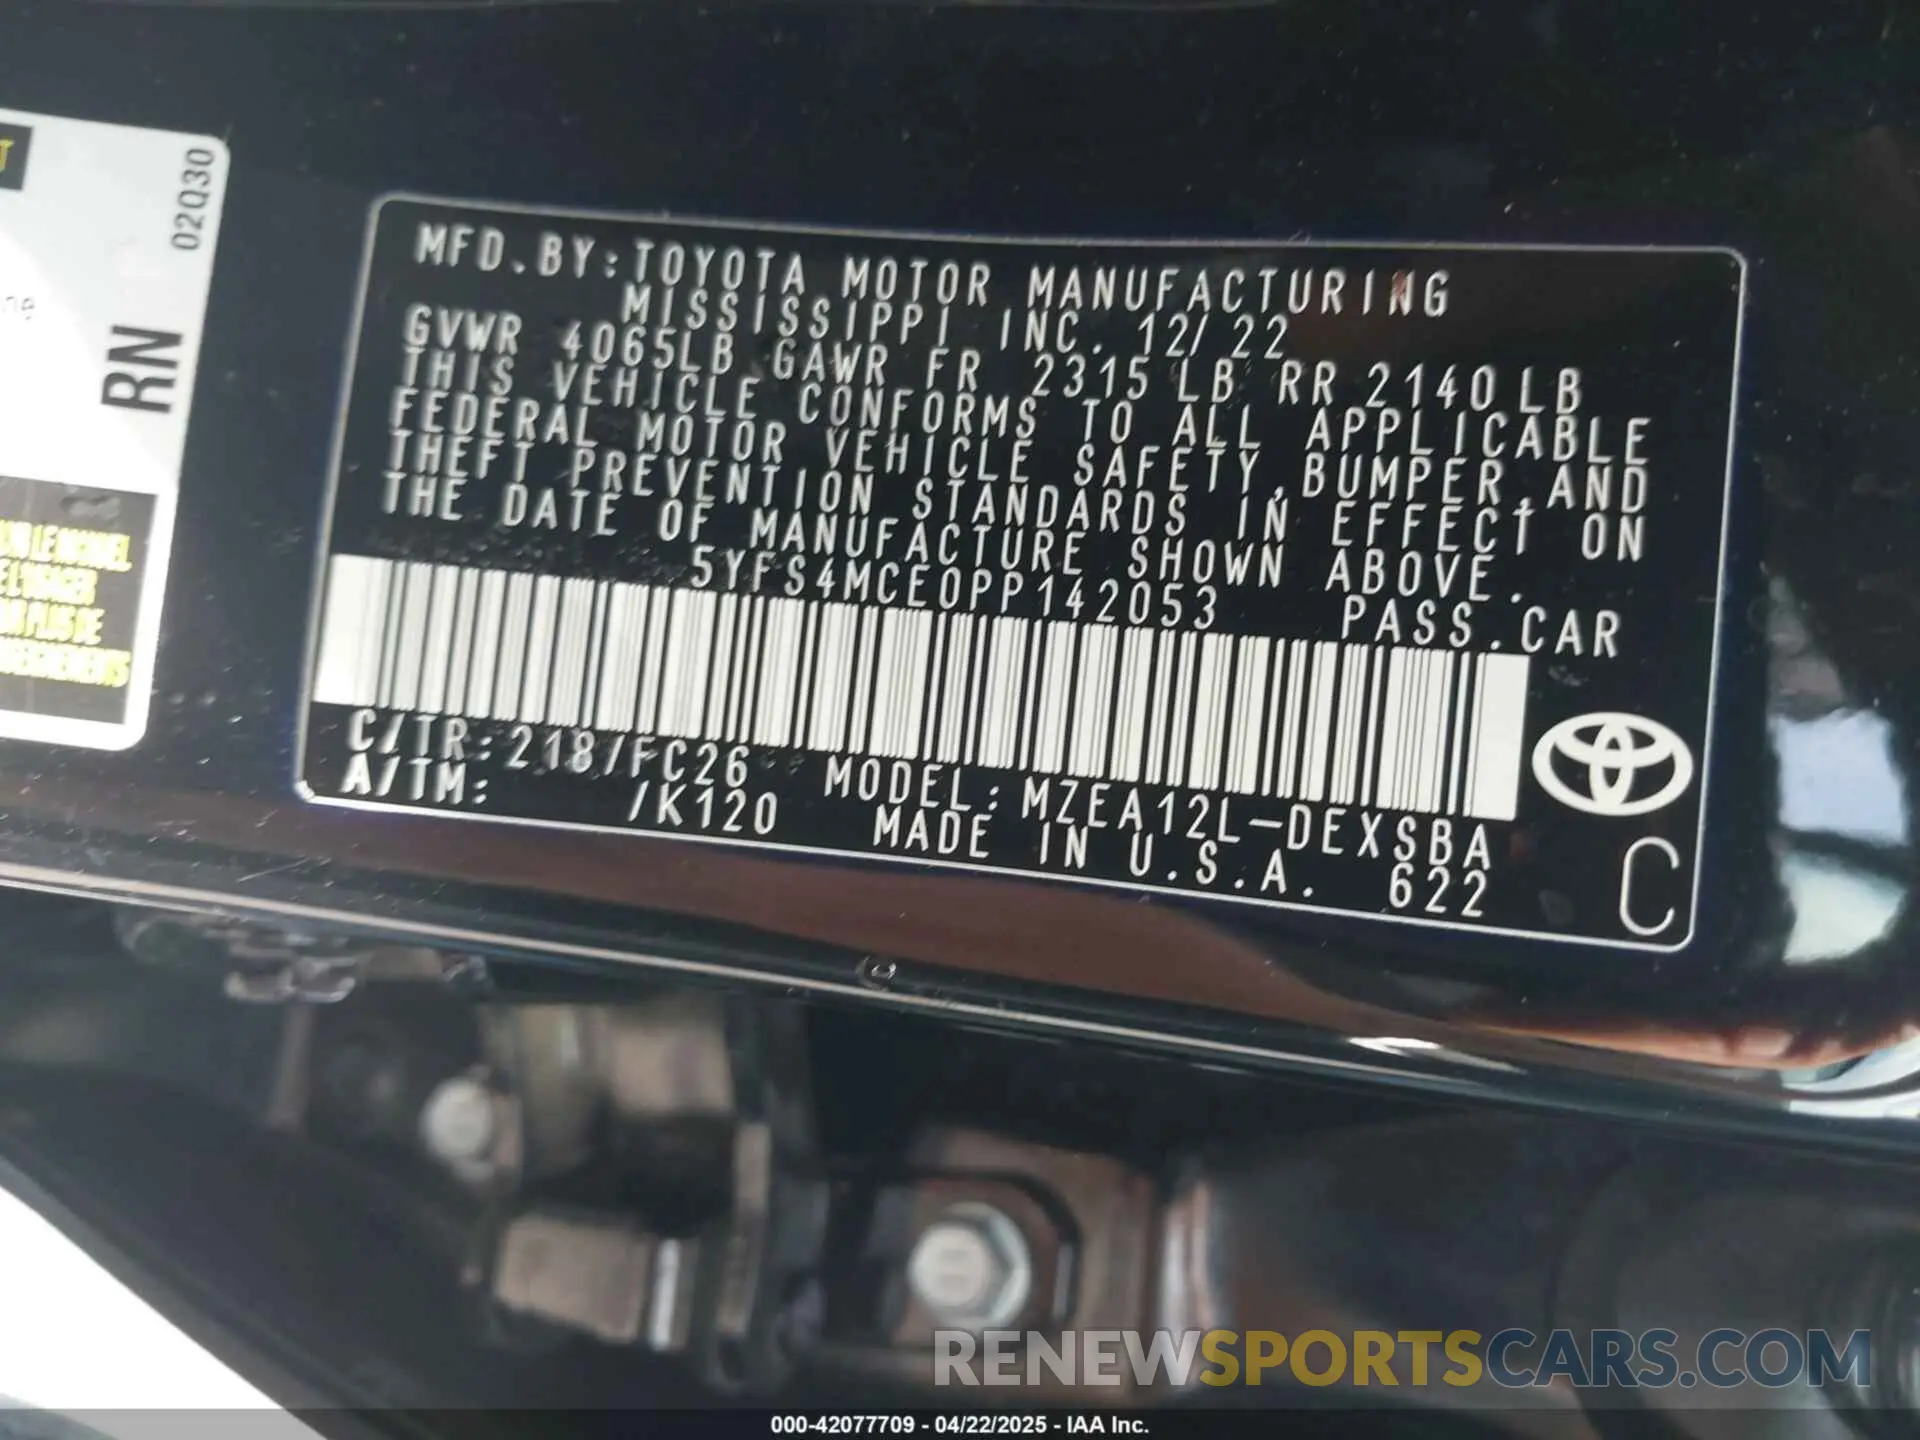 02Q30
RN
MFD.BY:TOYOTA MOTOR MANUFACTURING
MISSISSIPPI INC. 12/22
GVWR 4065LB GAWR FR 2315 LB RR 2140LB
THIS VEHICLE CONFORMS TO ALL APPLICABLE
FEDERAL MOTOR VEHICLE SAFETY,BUMPER,AND
THEFT PREVENTION STANDARDS IN EFFECT ON
THE DATE OF MANUFACTURE SHOWN ABOVE.
5YFS4MCE0PP142053 PASS.CAR
C/TR:218/FC26 MODEL:MZEA12L-DEXSBA
A/TM: /K120 MADE IN U.S.A. 622
C
RENEWSPORTSCARS.COM
000-42077709 - 04/22/2025 - IAA Inc.